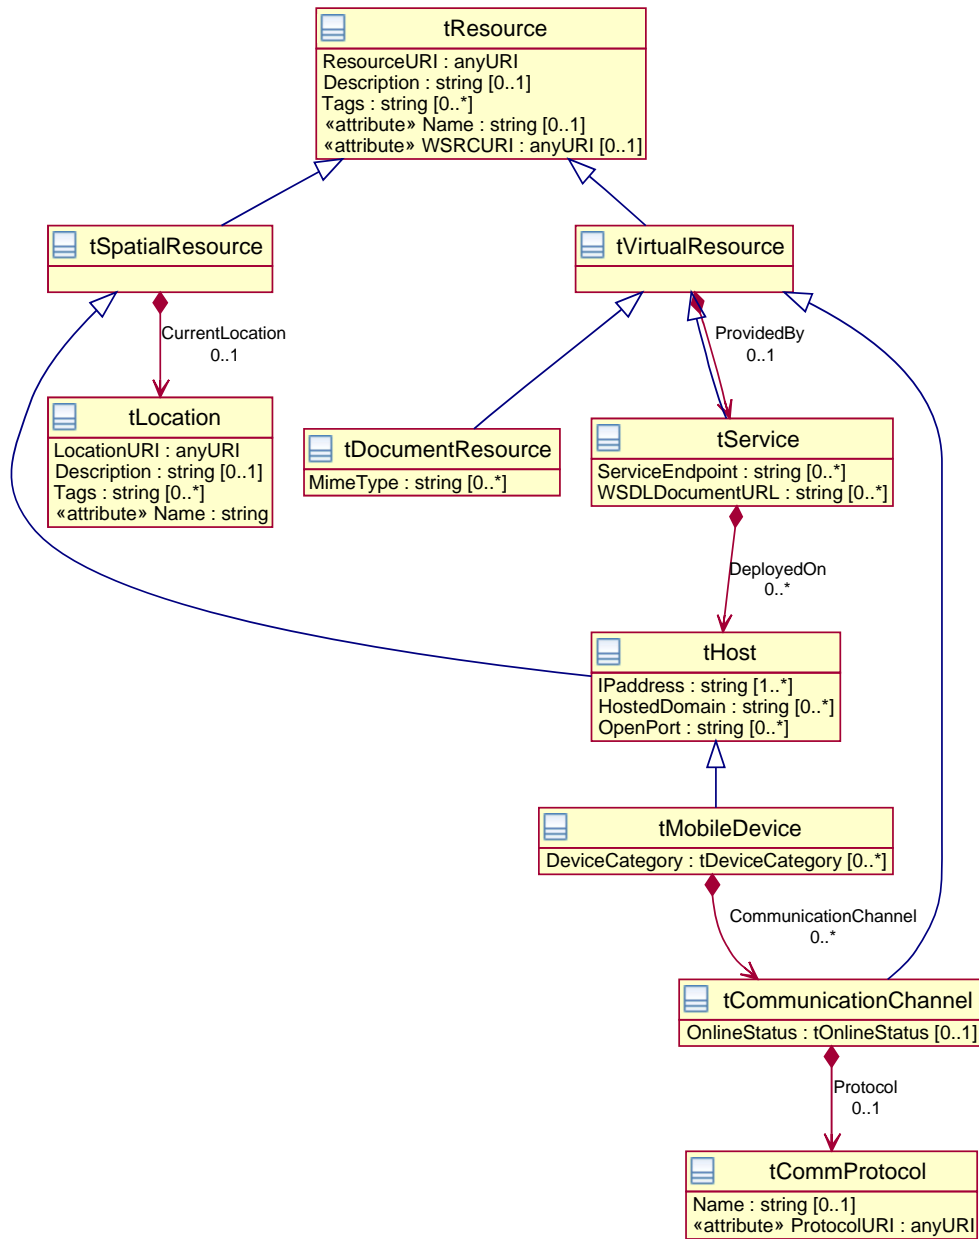 tResource
ResourceURI : anyURI
Description : string [0..1]
Tags : string [0..*]
«attribute» Name : string [0..1]
«attribute» WSRCURI : anyURI [0..1]
tSpatialResource
tVirtualResource
CurrentLocation
0..1
ProvidedBy
0..1
tLocation
LocationURI : anyURI
Description : string [0..1]
Tags : string [0..*]
«attribute» Name : string
tDocumentResource
MimeType : string [0..*]
tService
ServiceEndpoint : string [0..*]
WSDLDocumentURL : string [0..*]
DeployedOn
0..*
tHost
IPaddress : string [1..*]
HostedDomain : string [0..*]
OpenPort : string [0..*]
tMobileDevice
DeviceCategory : tDeviceCategory [0..*]
CommunicationChannel
0..*
tCommunicationChannel
OnlineStatus : tOnlineStatus [0..1]
Protocol
0..1
tCommProtocol
Name : string [0..1]
«attribute» ProtocolURI : anyURI